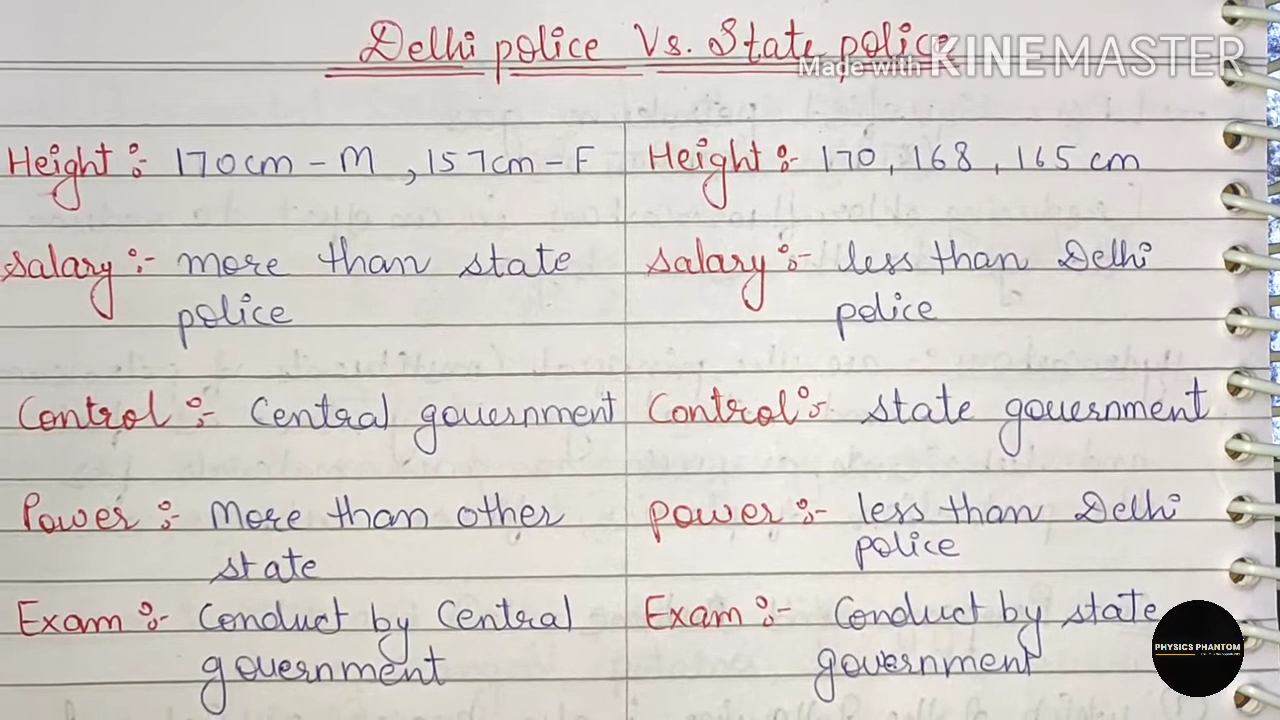 Delhi police Vs. State police
Made with KINEMASTER
Height :- 170cm - M , 157cm - F
Salary :- more than state
police
Control :- Central government
Power :- More than other
state
Exam :- Conduct by Central
government
Height :- 170 , 168 , 165 cm
Salary :- less than Delhi
police
Control :- state government
power :- less than Delhi
police
Exam :- Conduct by state
government
PHYSICS PHANTOM